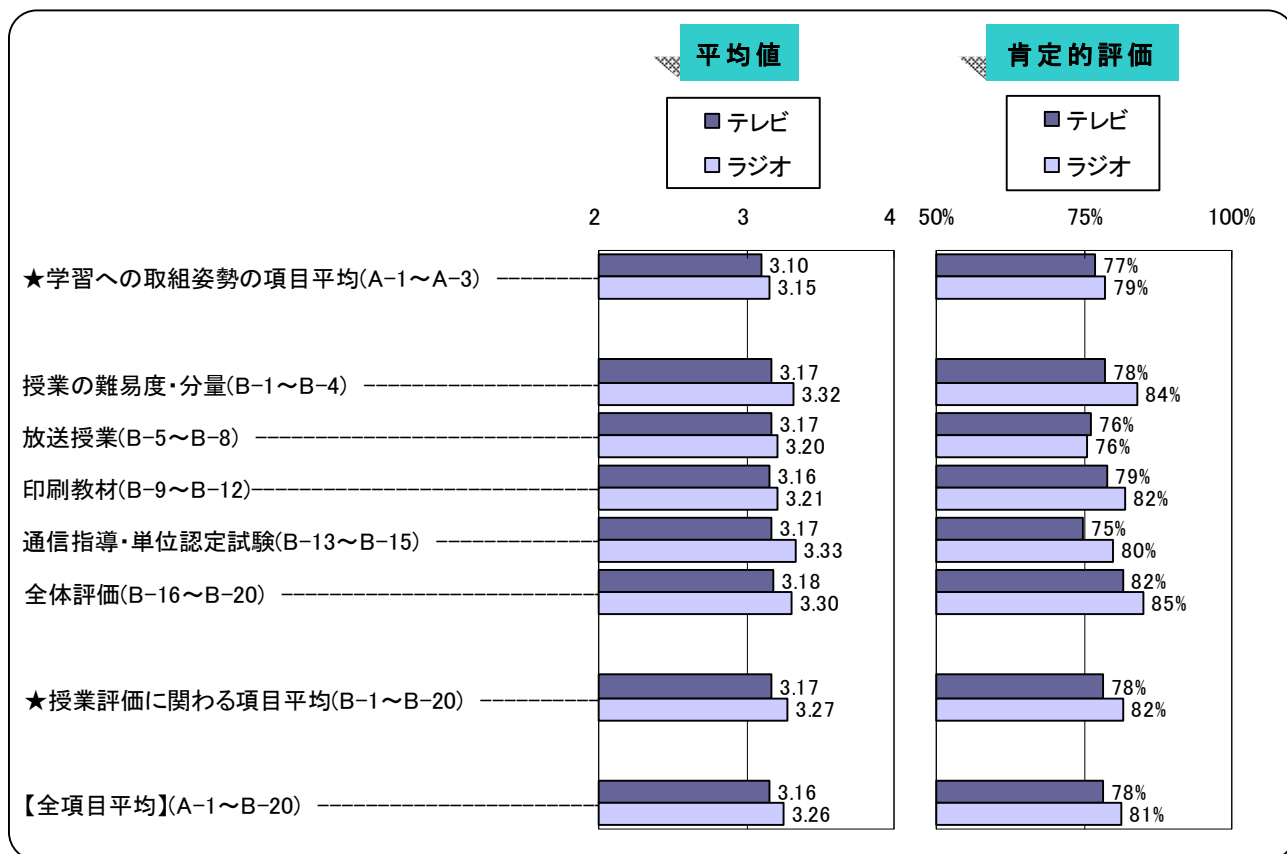 平均値 肯定的評価
■テレビ ■テレビ
■ラジオ ■ラジオ
2 3 4 50% 75% 100%
★学習への取組姿勢の項目平均(A-1～A-3) 3.10 77%
3.15 79%
授業の難易度・分量(B-1～B-4) 3.17 78%
3.32 84%
放送授業(B-5～B-8) 3.17 76%
3.20 76%
印刷教材(B-9～B-12) 3.16 79%
3.21 82%
通信指導・単位認定試験(B-13～B-15) 3.17 75%
3.33 80%
全体評価(B-16～B-20) 3.18 82%
3.30 85%
★授業評価に関わる項目平均(B-1～B-20) 3.17 78%
3.27 82%
【全項目平均】(A-1～B-20) 3.16 78%
3.26 81%